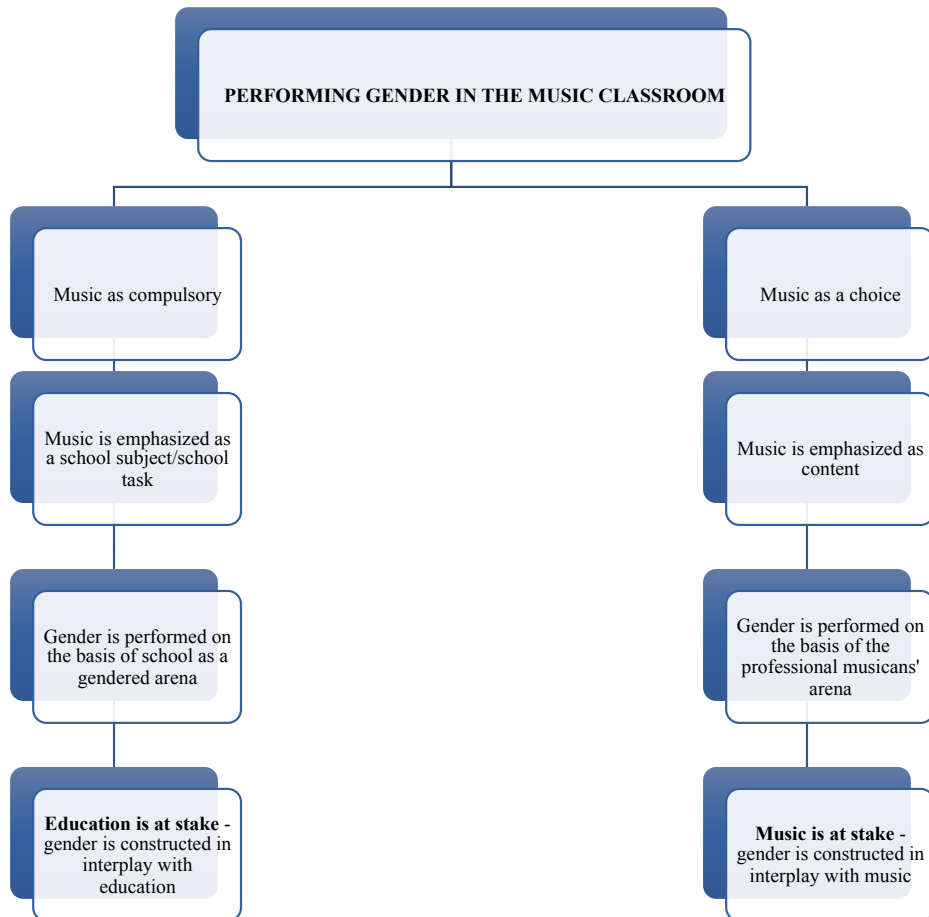 PERFORMING GENDER IN THE MUSIC CLASSROOM
Music as compulsory
Music is emphasized as
a school subject/school
task
Gender is performed on
the basis of school as a
gendered arena
Education is at stake -
gender is constructed in
interplay with
education
Music as a choice
Music is emphasized as
content
Gender is performed on
the basis of the
professional musicans'
arena
Music is at stake -
gender is constructed in
interplay with music